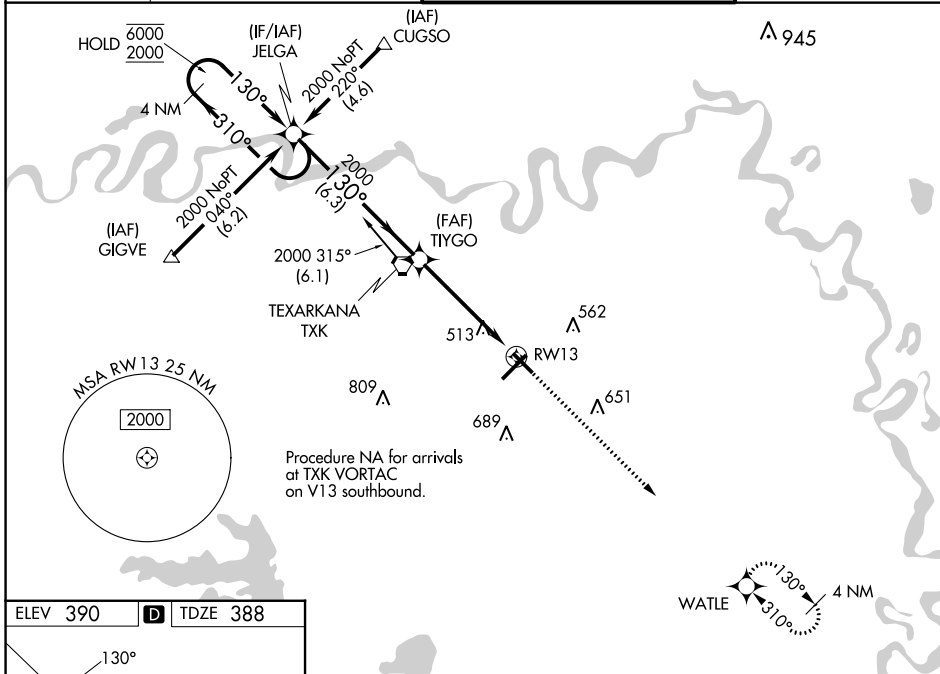 HOLD 6000
2000
(IF/IAF)
JELGA
(IAF)
CUGSO
945
130°
2000 NoPT
220°
(4.6)
4 NM
310°
2000 NoPT
040°
(6.2)
2000
130°
(6.3)
(IAF)
GIGVE
(FAF)
TIYGO
2000 315°
(6.1)
TEXARKANA
TXK
513
562
RW13
MSA RW13 25 NM
2000
809
651
689
Procedure NA for arrivals
at TXK VORTAC
on V13 southbound.
WATLE
130°
310°
4 NM
ELEV 390 D TDZE 388
130°